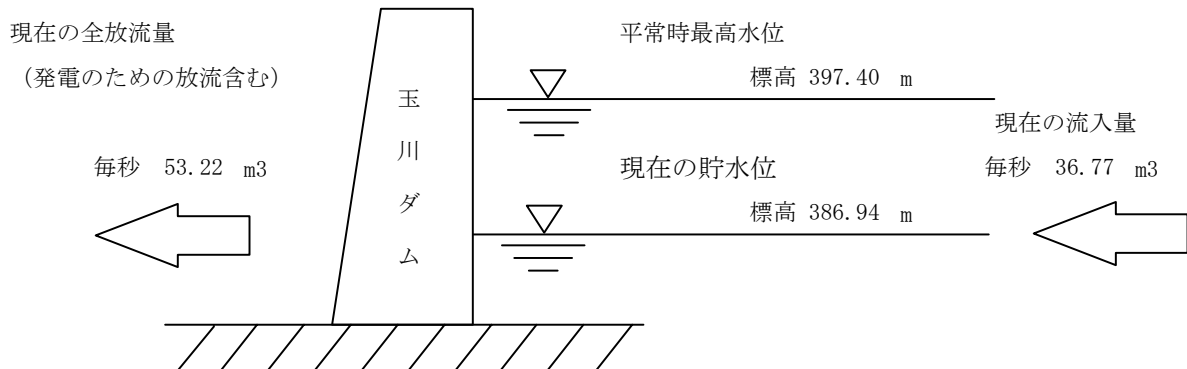 現在の全放流量
（発電のための放流含む）
毎秒 53.22 m3
玉川ダム
平常時最高水位
標高 397.40 m
現在の貯水位
標高 386.94 m
現在の流入量
毎秒 36.77 m3